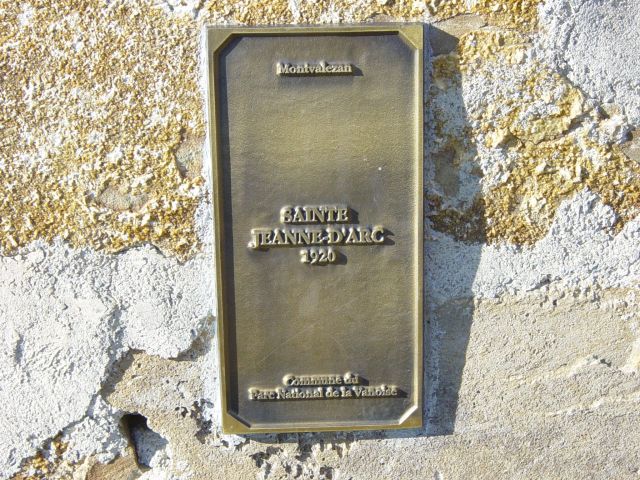 Montvalezan
SAINTE
JEANNE-D'ARC
1920
Commune du
Parc National de la Vanoise